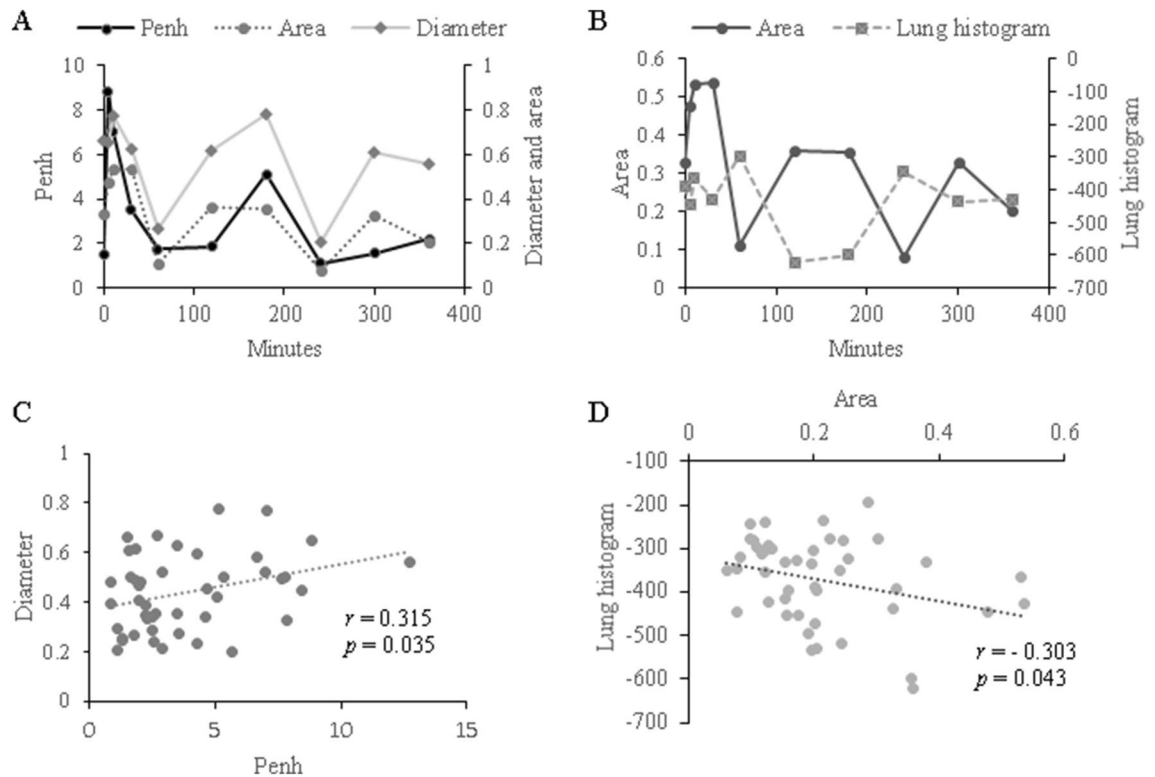 A
Penh Area Diameter
10
8
6
4
2
0
Penh
1
0.8
0.6
0.4
0.2
0
Diameter and area
0 100 200 300 400
Minutes
B
Area Lung histogram
0.6
0.5
0.4
0.3
0.2
0.1
0
Area
0
-100
-200
-300
-400
-500
-600
-700
Lung histogram
0 100 200 300 400
Minutes
C
1
0.8
0.6
0.4
0.2
0
Diameter
r = 0.315
p = 0.035
0 5 10 15
Penh
D
Area
0 0.2 0.4 0.6
-100
-200
-300
-400
-500
-600
-700
Lung histogram
r = - 0.303
p = 0.043